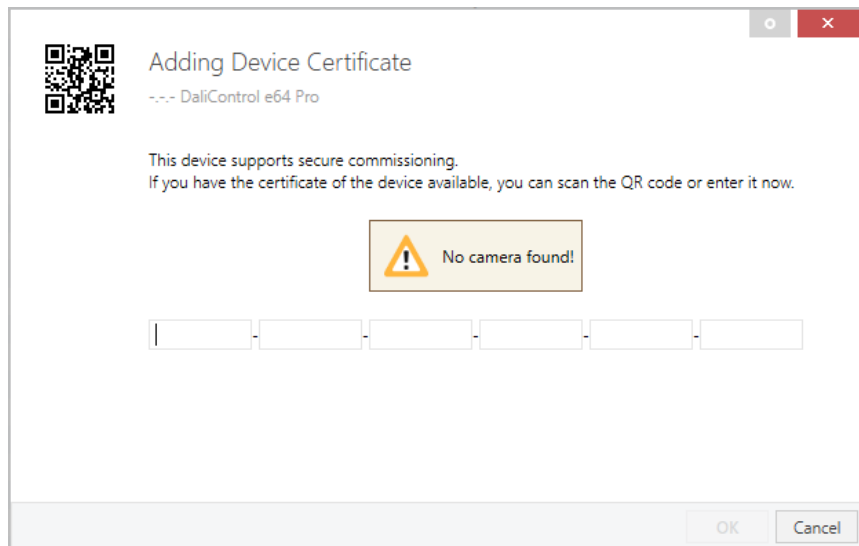 Adding Device Certificate
-.-.- DaliControl e64 Pro
This device supports secure commissioning.
If you have the certificate of the device available, you can scan the QR code or enter it now.
No camera found!
- - - - -
OK Cancel